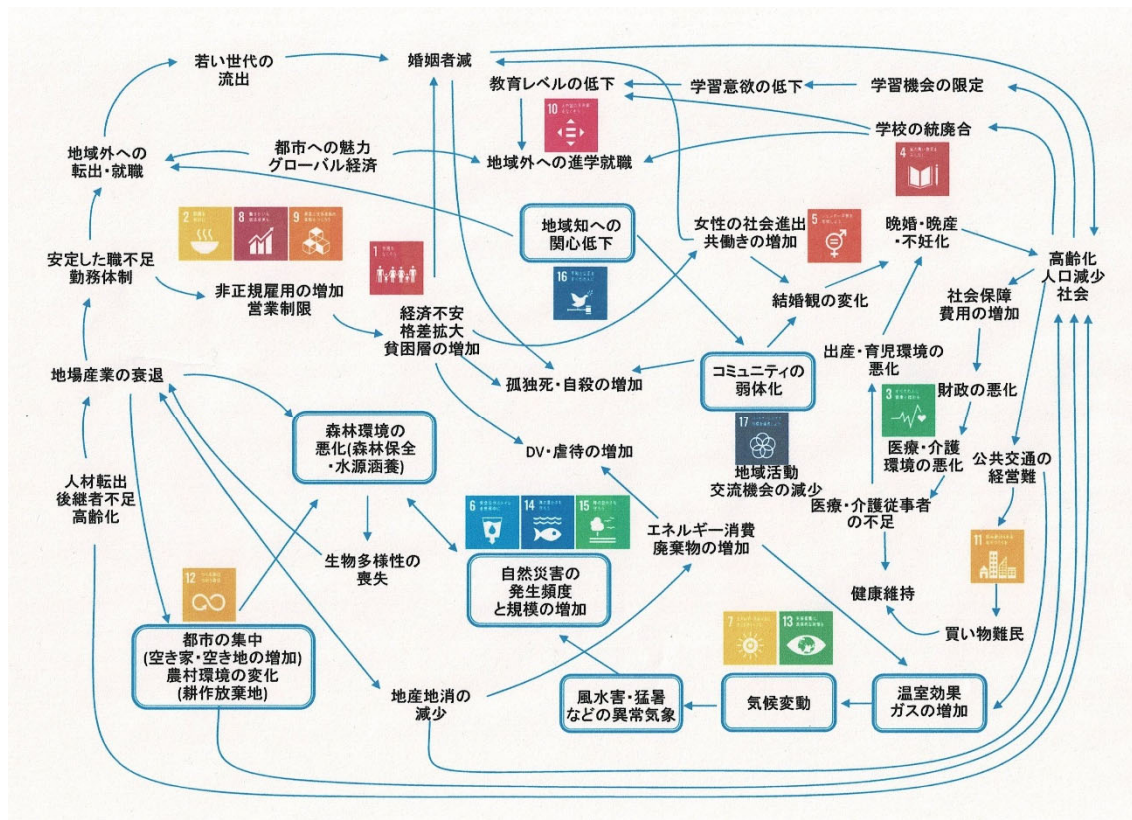 若い世代の
流出
婚姻者減
教育レベルの低下
学習意欲の低下
学習機会の限定
10
学校の統廃合
4
地域外への
転出・就職
都市への魅力
グローバル経済
地域外への進学就職
2
8
9
1
地域知への
関心低下
16
女性の社会進出
共働きの増加
5
晩婚・晩産
・不妊化
高齢化
人口減少
社会
安定した職不足
勤務体制
非正規雇用の増加
営業制限
経済不安
格差拡大
貧困層の増加
結婚観の変化
社会保障
費用の増加
地場産業の衰退
孤独死・自殺の増加
コミュニティの
弱体化
17
出産・育児環境の
悪化
3
財政の悪化
森林環境の
悪化(森林保全
・水源涵養)
DV・虐待の増加
地域活動
交流機会の減少
医療・介護
環境の悪化
公共交通の
経営難
人材転出
後継者不足
高齢化
6
14
15
医療・介護従事者
の不足
11
生物多様性の
喪失
自然災害の
発生頻度
と規模の増加
エネルギー消費
廃棄物の増加
健康維持
買い物難民
12
7
13
都市の集中
(空き家・空き地の増加)
農村環境の変化
(耕作放棄地)
地産地消の
減少
風水害・猛暑
などの異常気象
気候変動
温室効果
ガスの増加